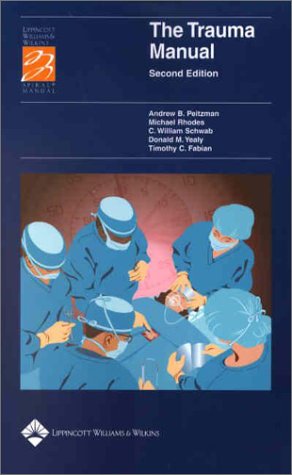 LIPPINCOTT
WILLIAMS &
WILKINS
SPIRAL®
MANUAL
The Trauma
Manual
Second Edition
Andrew B. Peitzman
Michael Rhodes
C. William Schwab
Donald M. Yealy
Timothy C. Fabian
LIPPINCOTT WILLIAMS & WILKINS